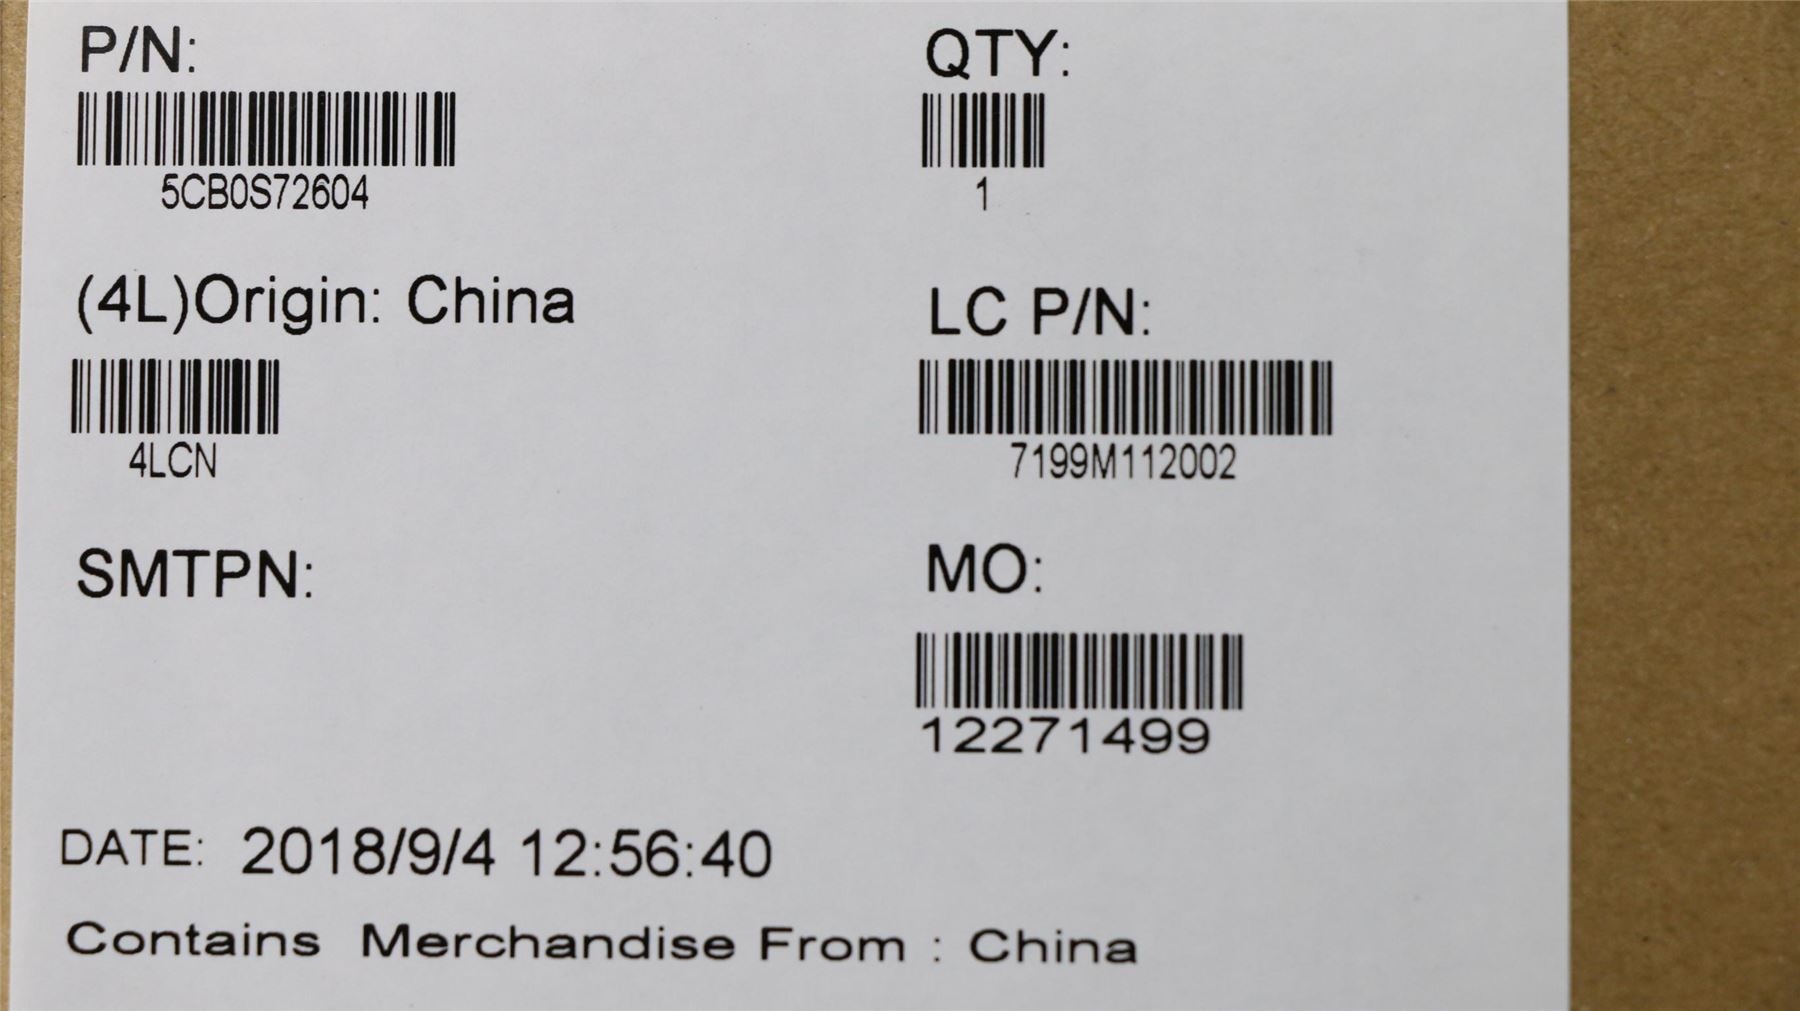 P/N:
QTY:
5CB0S72604
1
(4L)Origin: China
LC P/N:
4LCN
7199M112002
SMTPN:
MO:
12271499
DATE: 2018/9/4 12:56:40
Contains Merchandise From : China